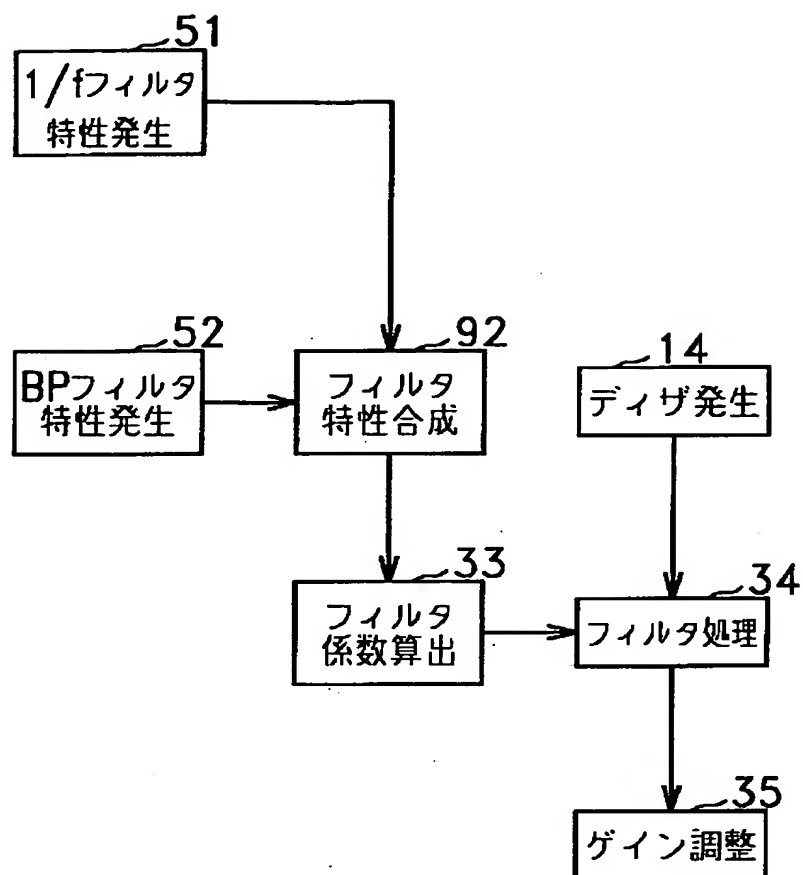 51
1/fフィルタ
特性発生
52
BPフィルタ
特性発生
92
フィルタ
特性合成
14
ディザ発生
33
フィルタ
係数算出
34
フィルタ処理
35
ゲイン調整